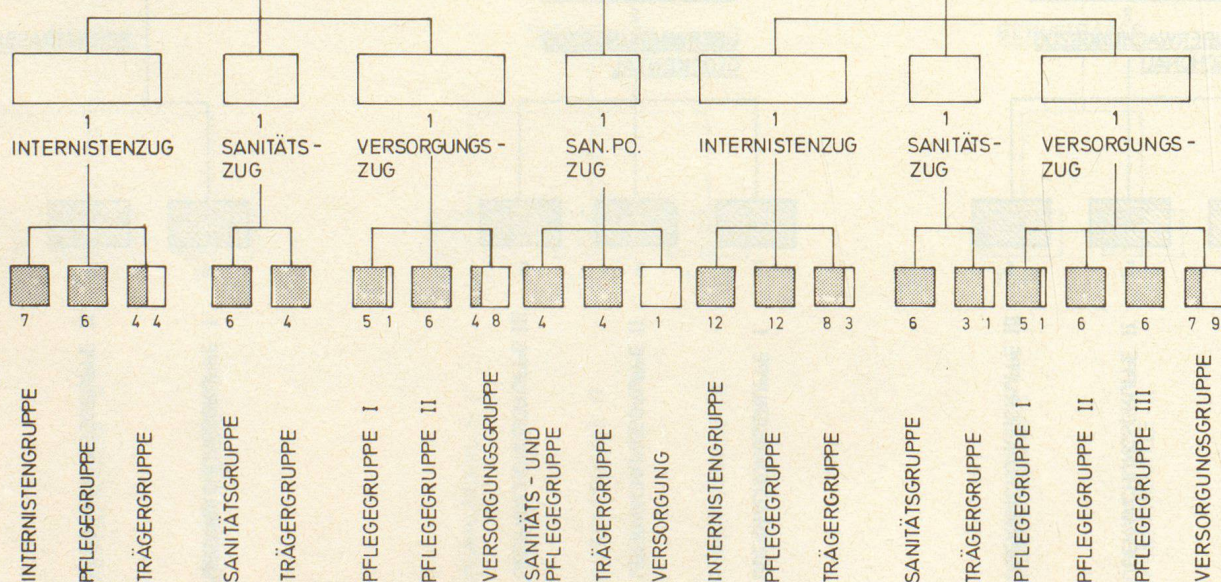 1 1 1 1 1 1 1
INTERNISTENZUG
SANITÄTS-
ZUG
VERSORGUNGS-
ZUG
SAN.PO.
ZUG
INTERNISTENZUG
SANITÄTS-
ZUG
VERSORGUNGS-
ZUG
7 6 4 4 6 4 5 1 6 4 8 4 4 1 12 12 8 3 6 3 1 5 1 6 6 7 9
INTERNISTENGRUPPE
PFLEGEGRUPPE
TRÄGERGRUPPE
SANITÄTSGRUPPE
TRÄGERGRUPPE
PFLEGEGRUPPE I
PFLEGEGRUPPE II
VERSORGUNGSGRUPPE
SANITÄTS- UND
PFLEGEGRUPPE
TRÄGERGRUPPE
VERSORGUNG
INTERNISTENGRUPPE
PFLEGEGRUPPE
TRÄGERGRUPPE
SANITÄTSGRUPPE
TRÄGERGRUPPE
PFLEGEGRUPPE I
PFLEGEGRUPPE II
PFLEGEGRUPPE III
VERSORGUNGSGRUPPE